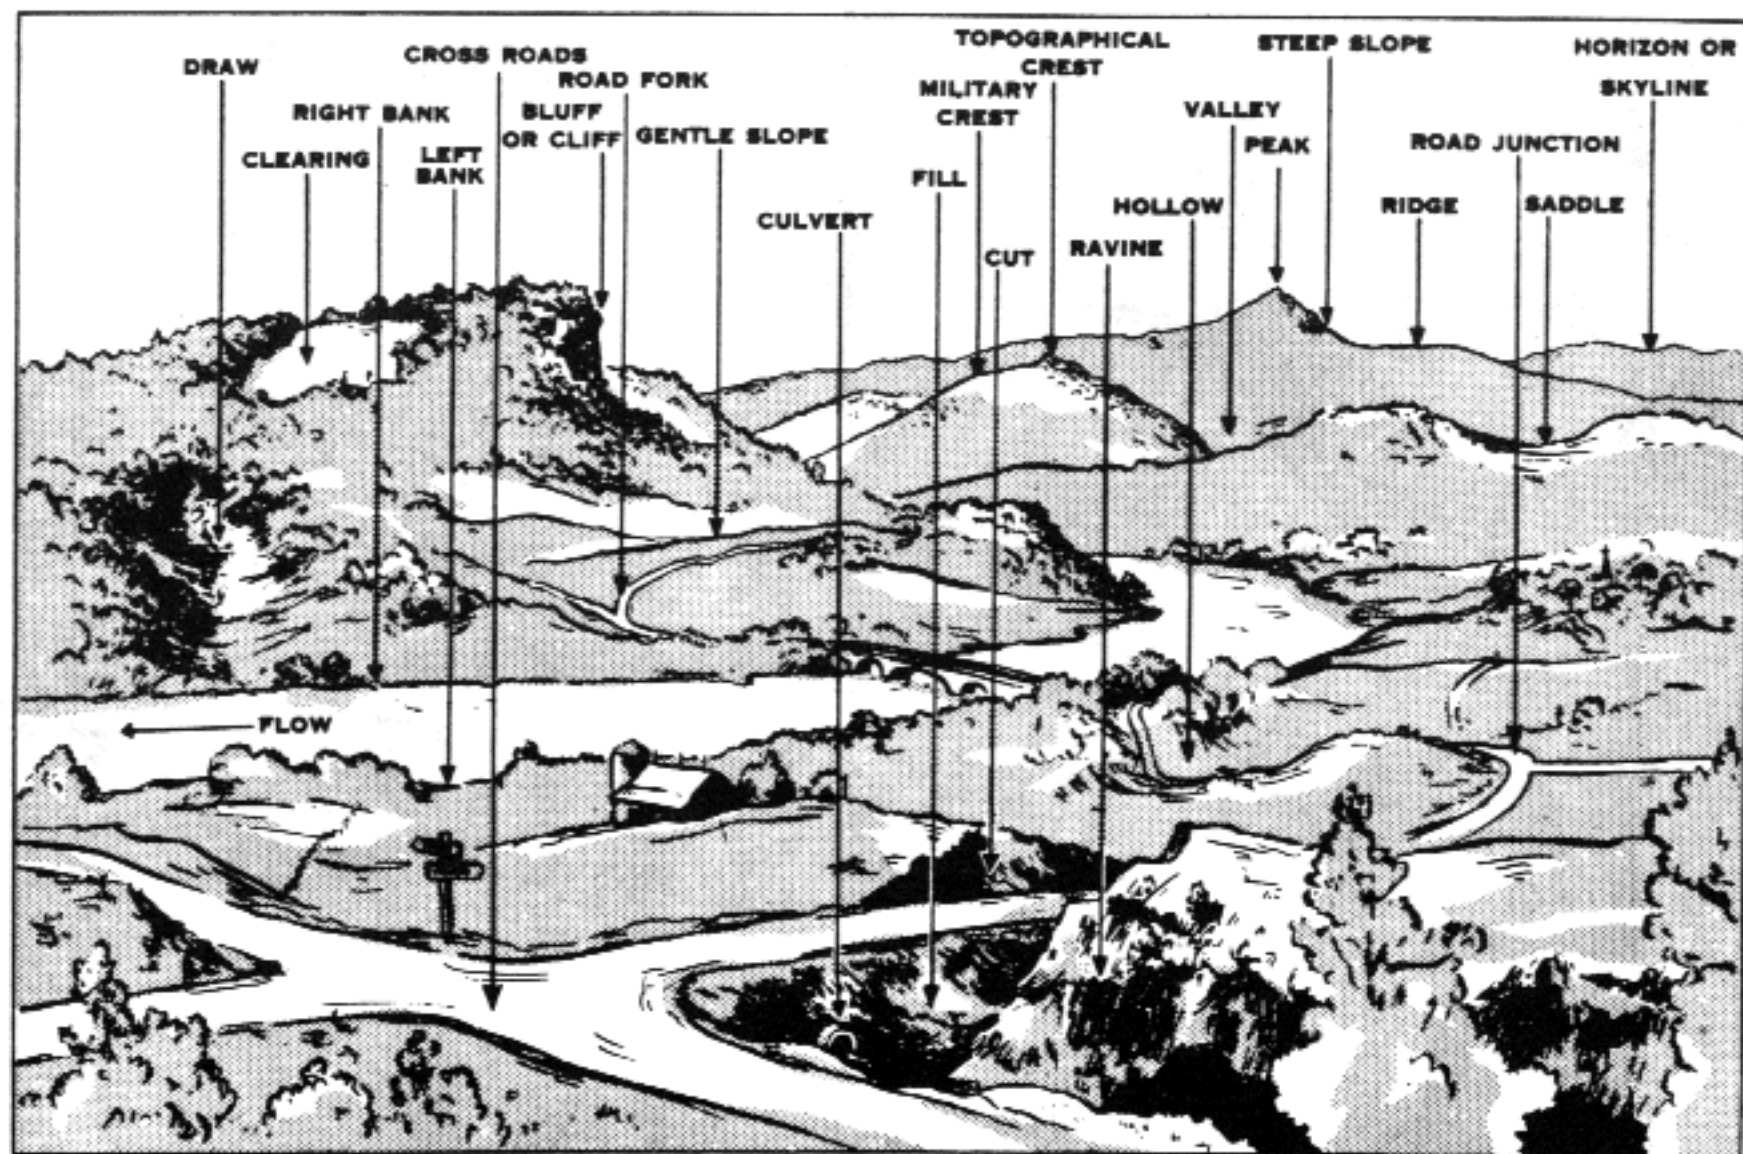 DRAW
CROSS ROADS
RIGHT BANK
CLEARING
LEFT
BANK
ROAD FORK
BLUFF
OR CLIFF
GENTLE SLOPE
CULVERT
TOPOGRAPHICAL
CREST
MILITARY
CREST
FILL
CUT
RAVINE
HOLLOW
VALLEY
STEEP SLOPE
PEAK
RIDGE
ROAD JUNCTION
SADDLE
HORIZON OR
SKYLINE
FLOW